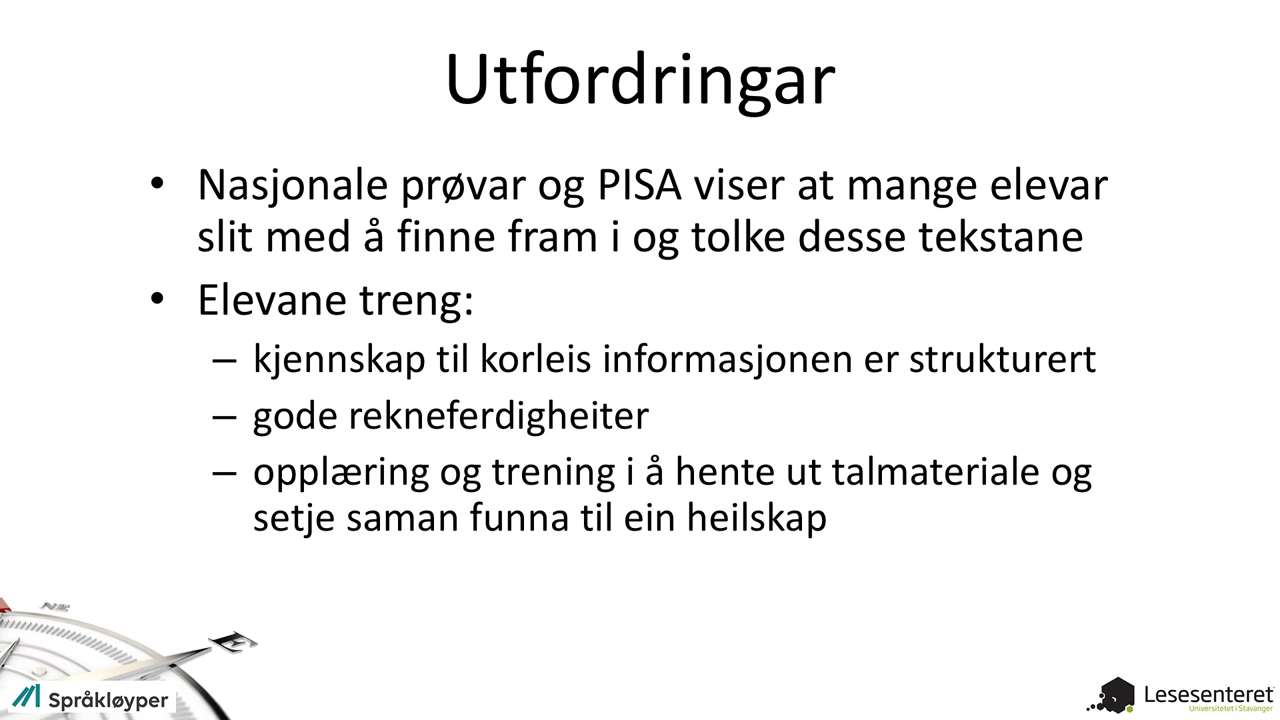 Utfordringar
• Nasjonale prøvar og PISA viser at mange elevar
slit med å finne fram i og tolke desse tekstane
• Elevane treng:
– kjennskap til korleis informasjonen er strukturert
– gode rekneferdigheiter
– opplæring og trening i å hente ut talmateriale og
setje saman funna til ein heilskap
NE
E
Språkløyper
Lesesenteret
Universitetet i Stavanger